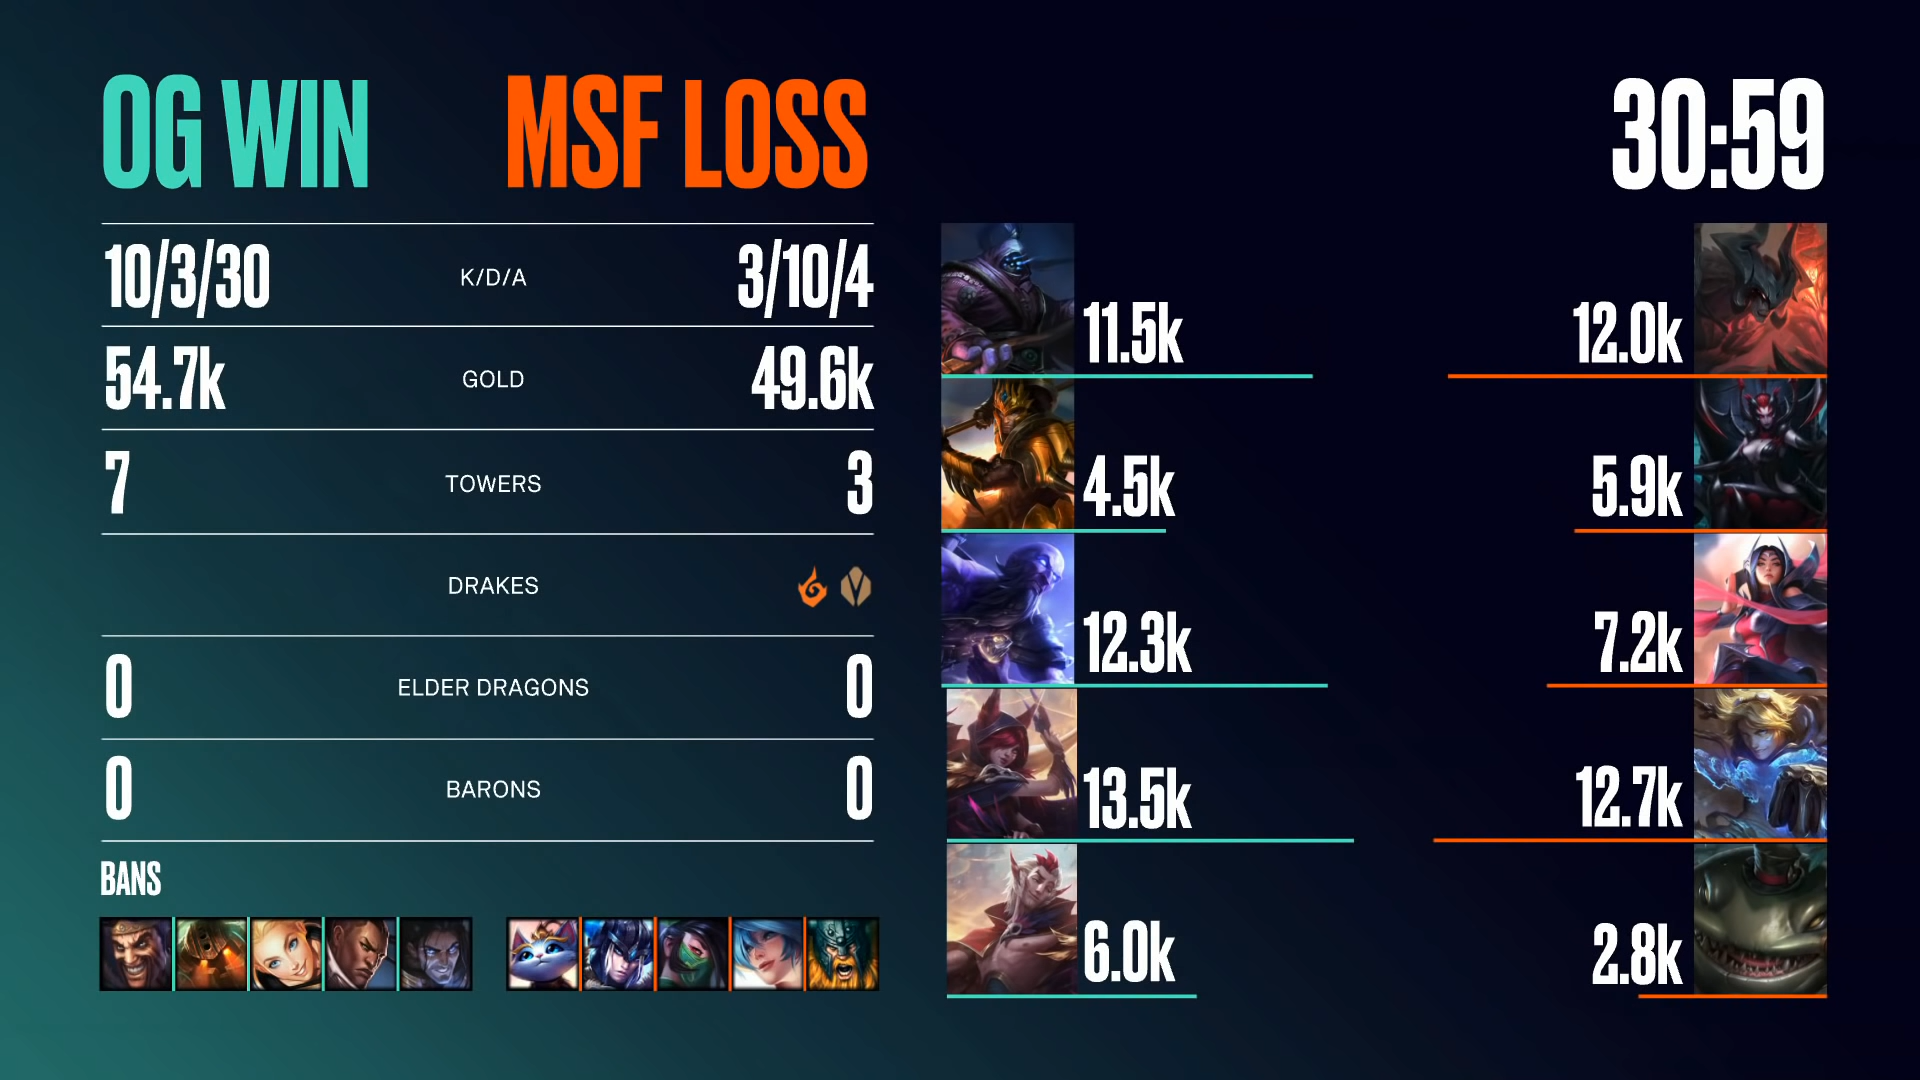 OG WIN MSF LOSS 30:59
10/3/30 K/D/A 3/10/4
54.7k GOLD 49.6k
7 TOWERS 3
DRAKES
0 ELDER DRAGONS 0
0 BARONS 0
BANS
11.5k 12.0k
4.5k 5.9k
12.3k 7.2k
13.5k 12.7k
6.0k 2.8k